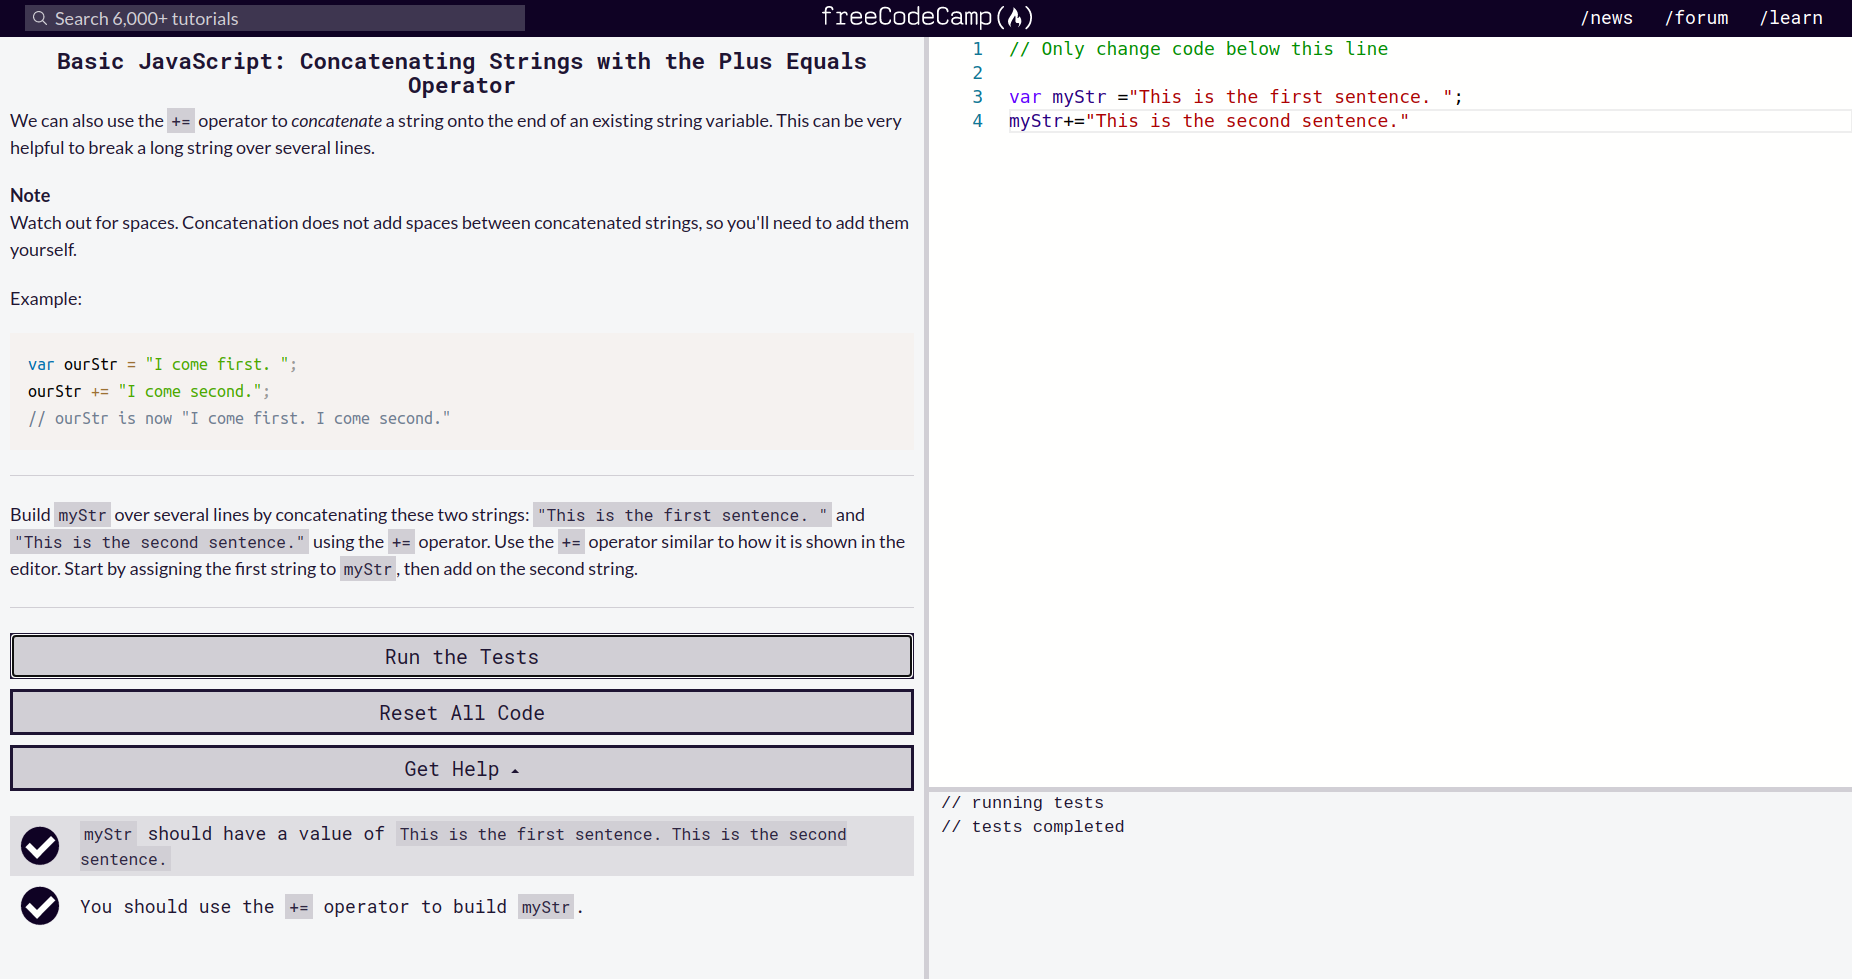 Search 6,000+ tutorials
freeCodeCamp
/news /forum /learn
Basic JavaScript: Concatenating Strings with the Plus Equals
Operator
We can also use the += operator to concatenate a string onto the end of an existing string variable. This can be very
helpful to break a long string over several lines.
Note
Watch out for spaces. Concatenation does not add spaces between concatenated strings, so you'll need to add them
yourself.
Example:
var ourStr = "I come first. ";
ourStr += "I come second.";
// ourStr is now "I come first. I come second."
Build myStr over several lines by concatenating these two strings: "This is the first sentence. " and
"This is the second sentence." using the += operator. Use the += operator similar to how it is shown in the
editor. Start by assigning the first string to myStr, then add on the second string.
Run the Tests
Reset All Code
Get Help
myStr should have a value of This is the first sentence. This is the second
sentence.
You should use the += operator to build myStr.
1 // Only change code below this line
2
3 var myStr ="This is the first sentence. ";
4 myStr+="This is the second sentence."
// running tests
// tests completed